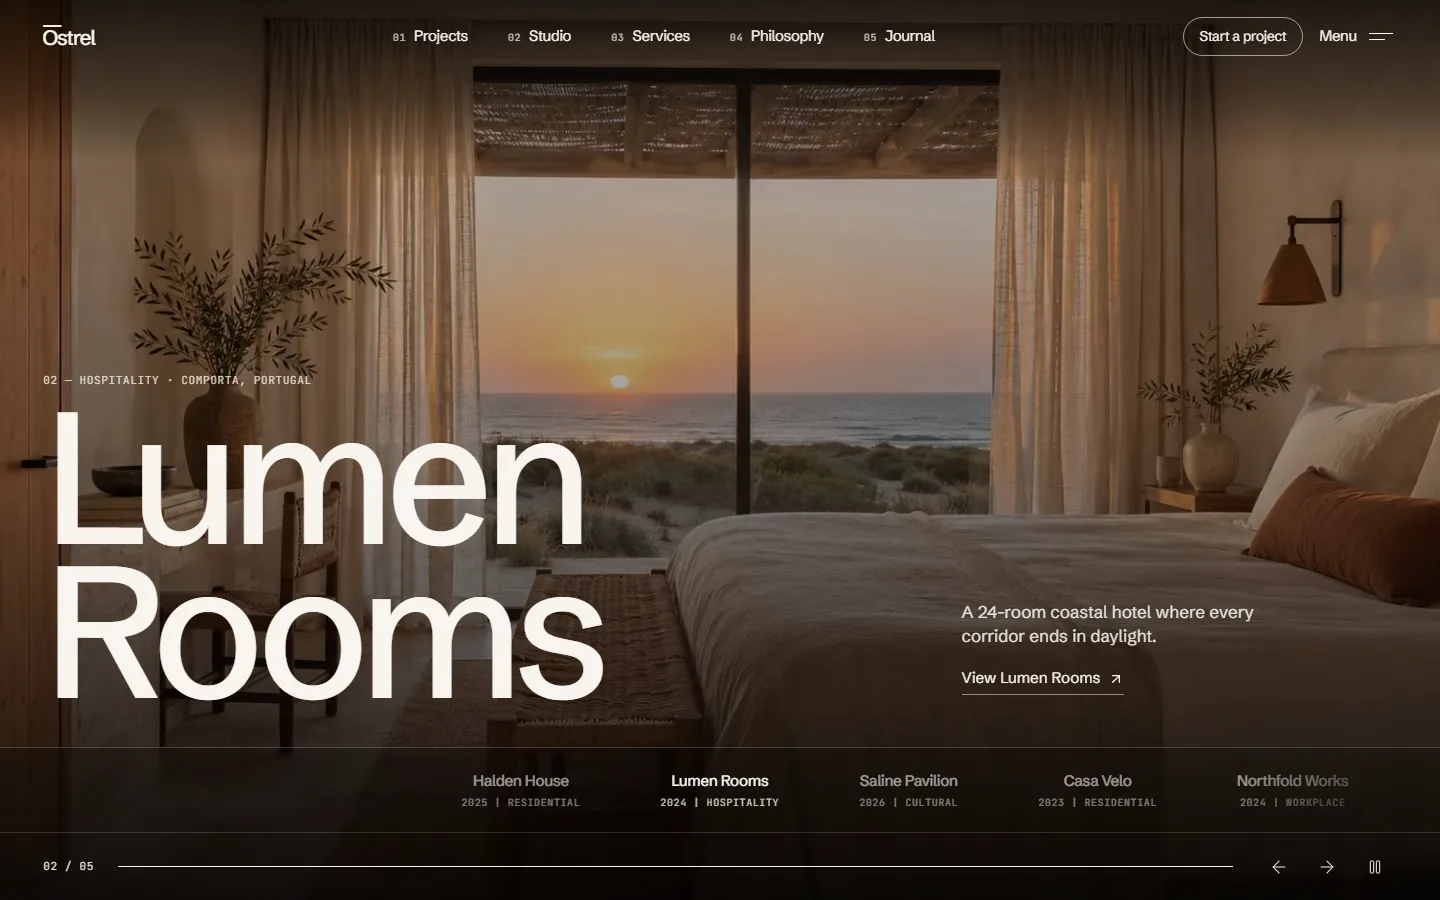 Ōstrel
01 Projects
02 Studio
03 Services
04 Philosophy
05 Journal
Start a project
Menu
02 — HOSPITALITY · COMPORTA, PORTUGAL
Lumen
Rooms
A 24-room coastal hotel where every
corridor ends in daylight.
View Lumen Rooms
Halden House
2025 | RESIDENTIAL
Lumen Rooms
2024 | HOSPITALITY
Saline Pavilion
2026 | CULTURAL
Casa Velo
2023 | RESIDENTIAL
Northfold Works
2024 | WORKPLACE
02 / 05